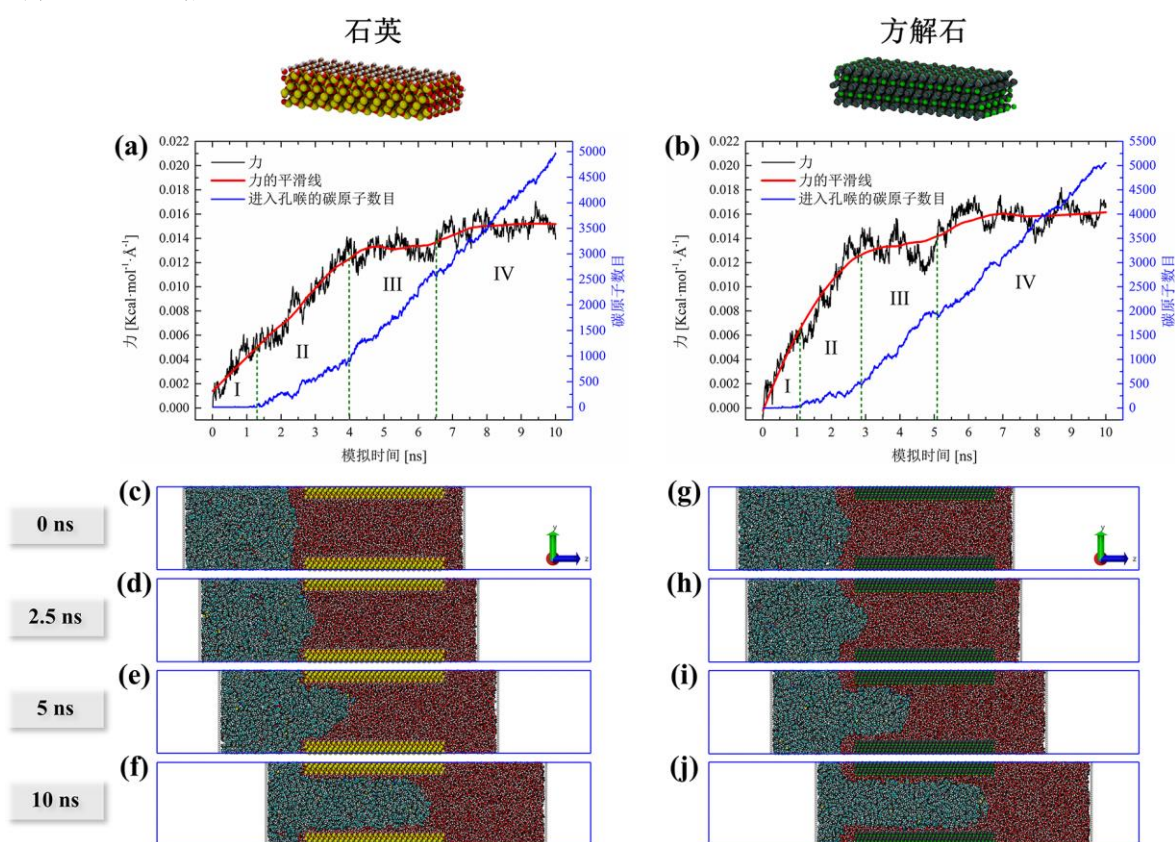 石英
方解石
(a)
力
力的平滑线
进入孔喉的碳原子数目
I
II
III
IV
0.022
0.020
0.018
0.016
0.014
0.012
0.010
0.008
0.006
0.004
0.002
0.000
力 [Kcal·mol⁻¹·Å⁻¹]
5000
4500
4000
3500
3000
2500
2000
1500
1000
500
0
碳原子数目
0 1 2 3 4 5 6 7 8 9 10
模拟时间 [ns]
(b)
力
力的平滑线
进入孔喉的碳原子数目
I
II
III
IV
0.022
0.020
0.018
0.016
0.014
0.012
0.010
0.008
0.006
0.004
0.002
0.000
力 [Kcal·mol⁻¹·Å⁻¹]
5500
5000
4500
4000
3500
3000
2500
2000
1500
1000
500
0
碳原子数目
0 1 2 3 4 5 6 7 8 9 10
模拟时间 [ns]
0 ns
(c)
y
z
(g)
y
z
2.5 ns
(d)
(h)
5 ns
(e)
(i)
10 ns
(f)
(j)